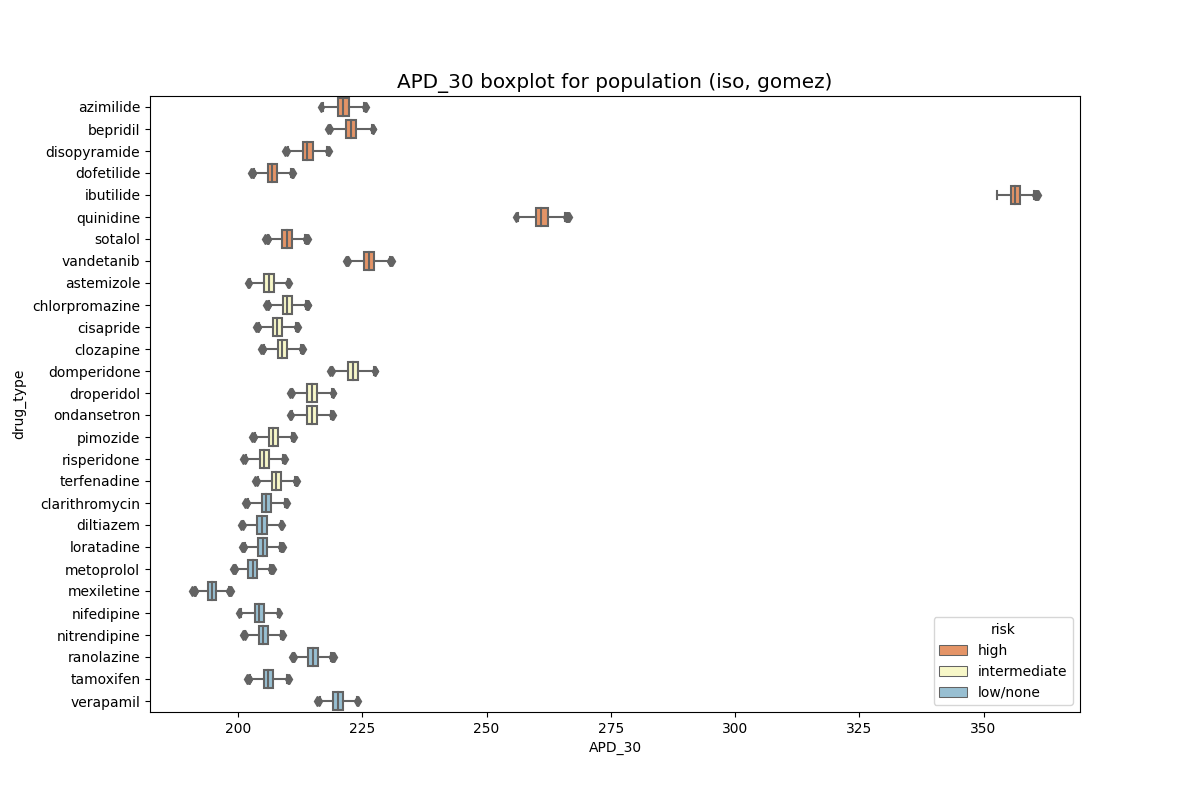 APD_30 boxplot for population (iso, gomez)
azimilide
bepridil
disopyramide
dofetilide
ibutilide
quinidine
sotalol
vandetanib
astemizole
chlorpromazine
cisapride
clozapine
domperidone
droperidol
ondansetron
pimozide
risperidone
terfenadine
clarithromycin
diltiazem
loratadine
metoprolol
mexiletine
nifedipine
nitrendipine
ranolazine
tamoxifen
verapamil
drug_type
risk
high
intermediate
low/none
200 225 250 275 300 325 350
APD_30